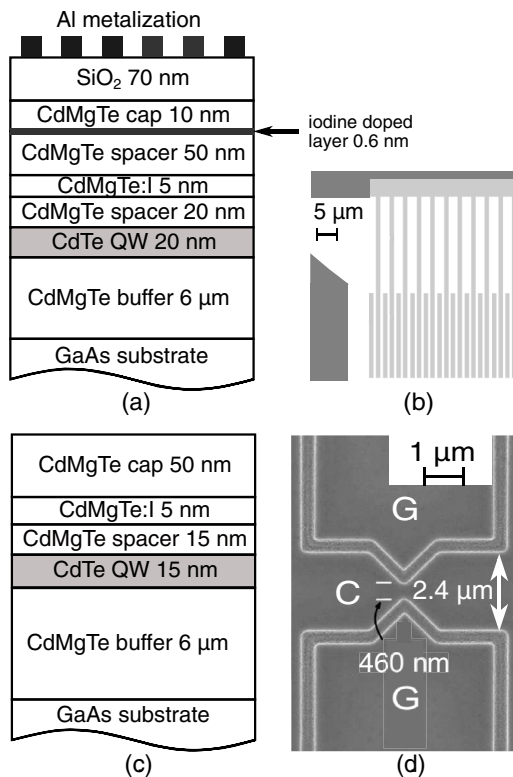 Al metalization
SiO2 70 nm
CdMgTe cap 10 nm
iodine doped
layer 0.6 nm
CdMgTe spacer 50 nm
CdMgTe:I 5 nm
CdMgTe spacer 20 nm
CdTe QW 20 nm
CdMgTe buffer 6 μm
GaAs substrate
(a)
5 μm
(b)
CdMgTe cap 50 nm
CdMgTe:I 5 nm
CdMgTe spacer 15 nm
CdTe QW 15 nm
CdMgTe buffer 6 μm
GaAs substrate
(c)
1 μm
G
C
2.4 μm
460 nm
G
(d)